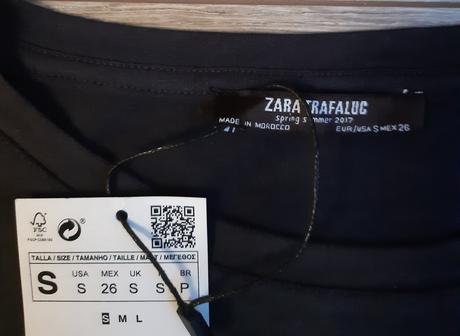 ZARA TRAFALUC
spring summer 2017
MADE IN MOROCCO
EUR/USA S MEX 26
FSC
TALLA / SIZE / TAMANHO / TAILLE / MAAT / ΜΕΓΕΘΟΣ
USA MEX UK BR
S S 26 S S P
S M L